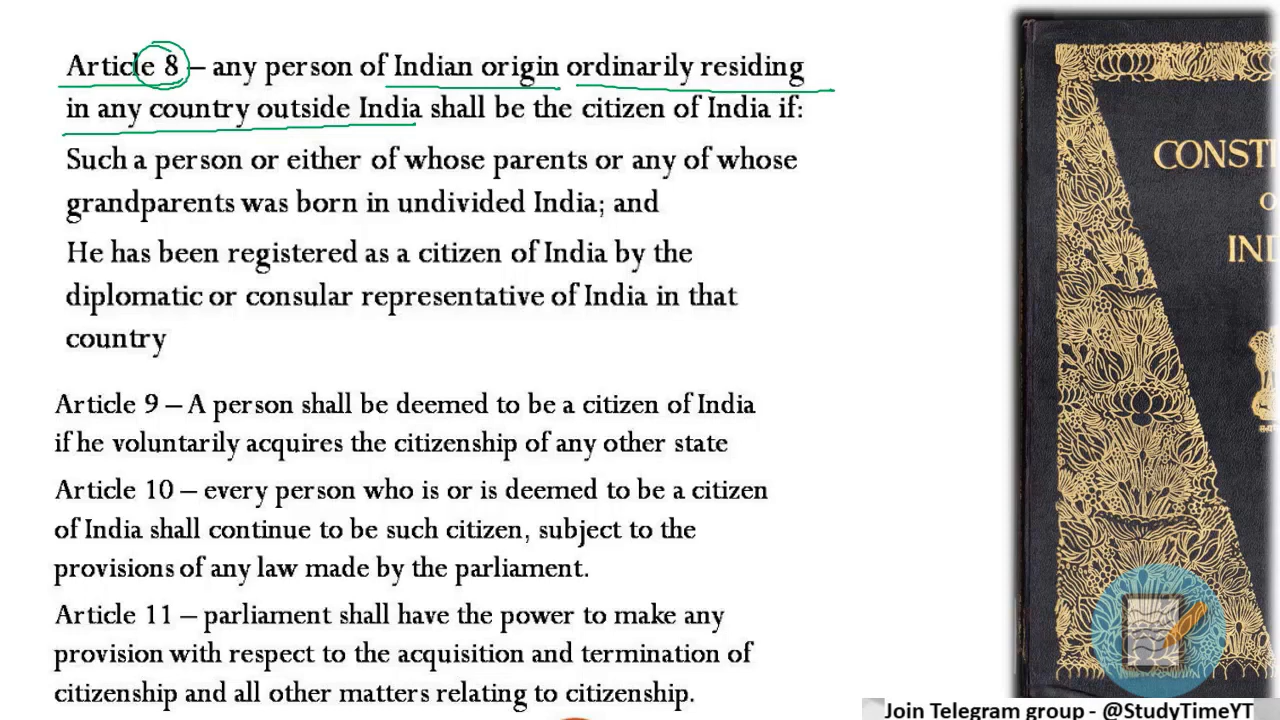 Article 8 – any person of Indian origin ordinarily residing
in any country outside India shall be the citizen of India if:
Such a person or either of whose parents or any of whose
grandparents was born in undivided India; and
He has been registered as a citizen of India by the
diplomatic or consular representative of India in that
country
Article 9 – A person shall be deemed to be a citizen of India
if he voluntarily acquires the citizenship of any other state
Article 10 – every person who is or is deemed to be a citizen
of India shall continue to be such citizen, subject to the
provisions of any law made by the parliament.
Article 11 – parliament shall have the power to make any
provision with respect to the acquisition and termination of
citizenship and all other matters relating to citizenship.
CONSTI
O
IND
Join Telegram group - @StudyTimeYT